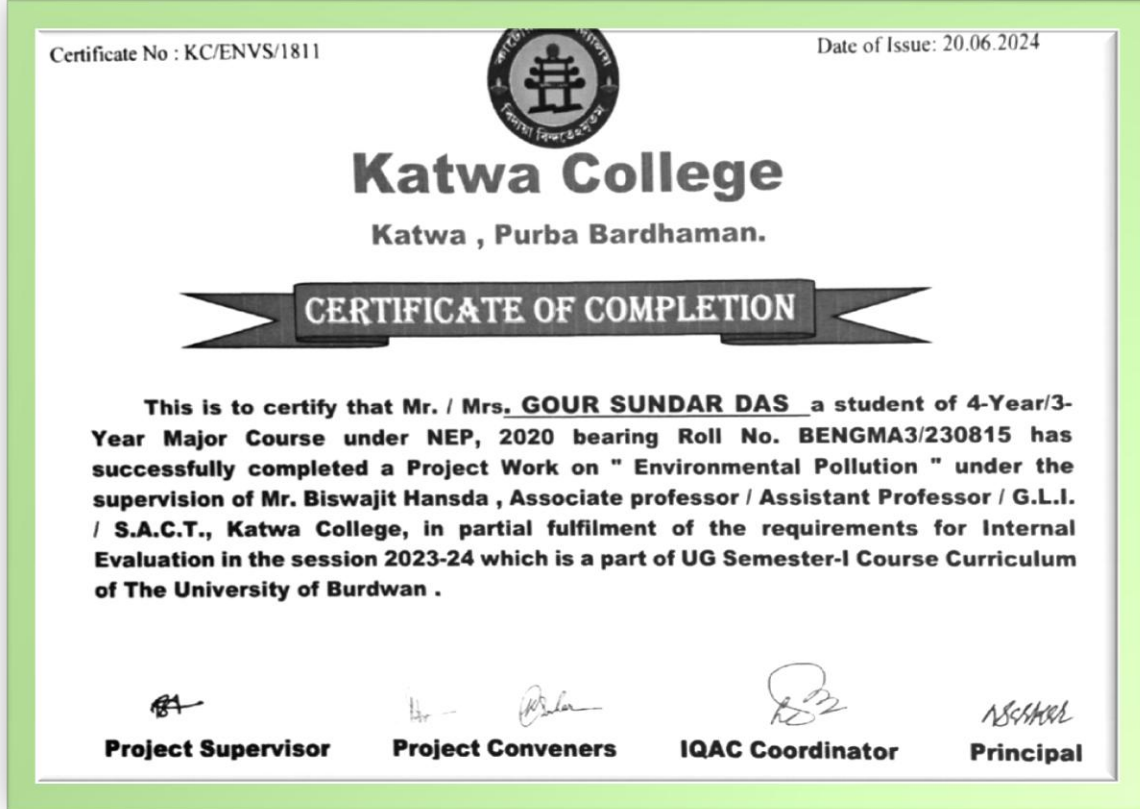 Certificate No : KC/ENVS/1811
Date of Issue: 20.06.2024
বিদ্যয়া বিন্দতেঽমৃতম
Katwa College
Katwa , Purba Bardhaman.
CERTIFICATE OF COMPLETION
This is to certify that Mr. / Mrs. GOUR SUNDAR DAS a student of 4-Year/3-
Year Major Course under NEP, 2020 bearing Roll No. BENGMA3/230815 has
successfully completed a Project Work on " Environmental Pollution " under the
supervision of Mr. Biswajit Hansda , Associate professor / Assistant Professor / G.L.I.
/ S.A.C.T., Katwa College, in partial fulfilment of the requirements for Internal
Evaluation in the session 2023-24 which is a part of UG Semester-I Course Curriculum
of The University of Burdwan .
Project Supervisor
Project Conveners
IQAC Coordinator
Principal